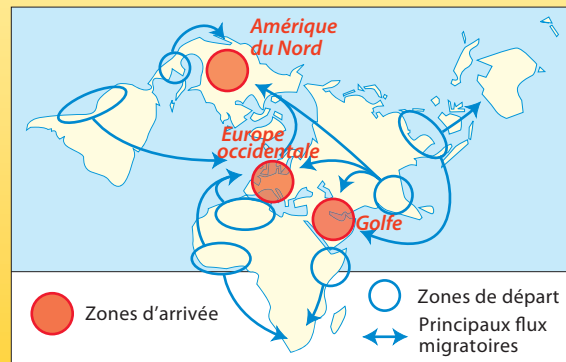 Amérique
du Nord
Europe
occidentale
Golfe
Zones d'arrivée
Zones de départ
Principaux flux
migratoires